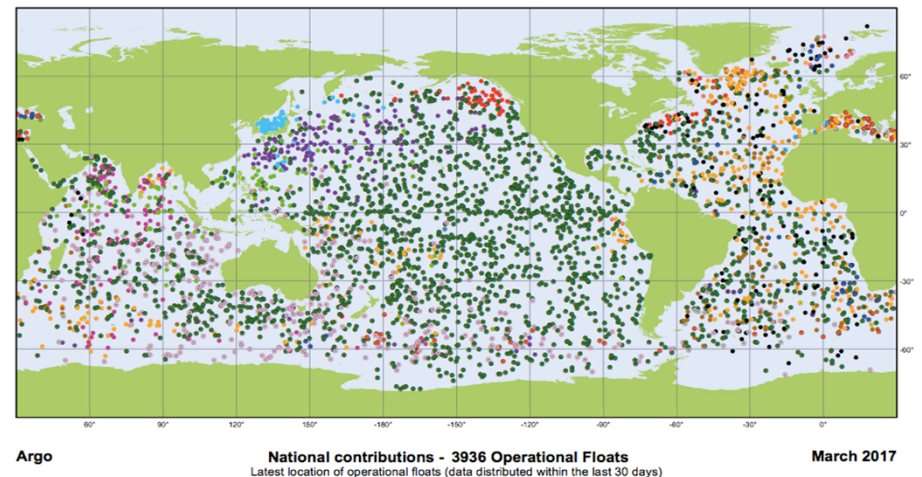 60°
30°
0°
-30°
-60°
60° 90° 120° 150° 180° -150° -120° -90° -60° -30° 0°
Argo National contributions - 3936 Operational Floats March 2017
Latest location of operational floats (data distributed within the last 30 days)